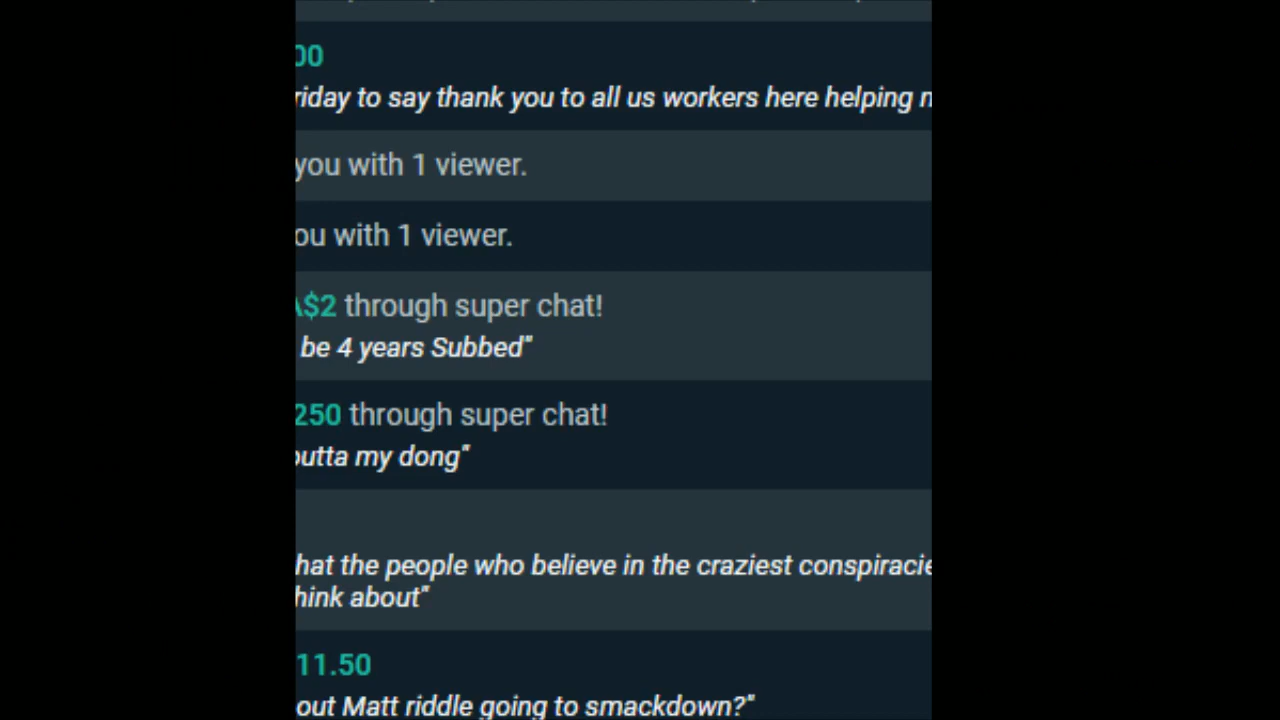 00
riday to say thank you to all us workers here helping
you with 1 viewer.
ou with 1 viewer.
A$2 through super chat!
be 4 years Subbed"
250 through super chat!
outta my dong"
hat the people who believe in the craziest conspiracie
hink about"
11.50
out Matt riddle going to smackdown?"